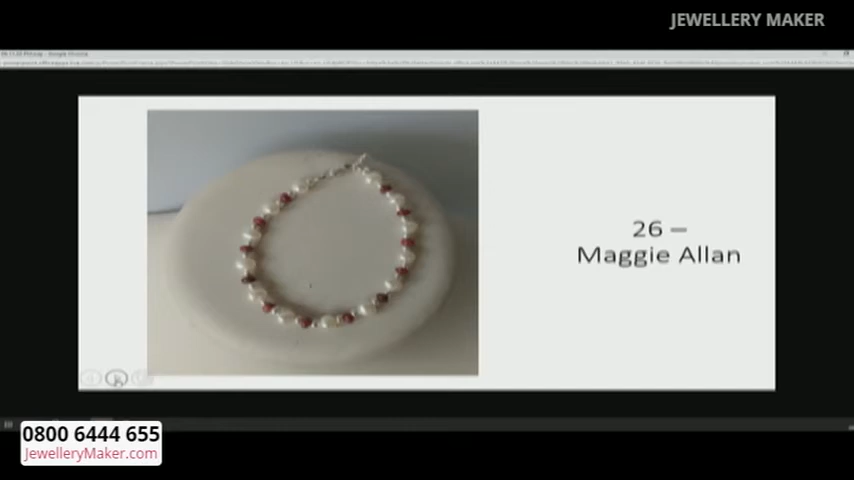 JEWELLERY MAKER
26 –
Maggie Allan
0800 6444 655
JewelleryMaker.com